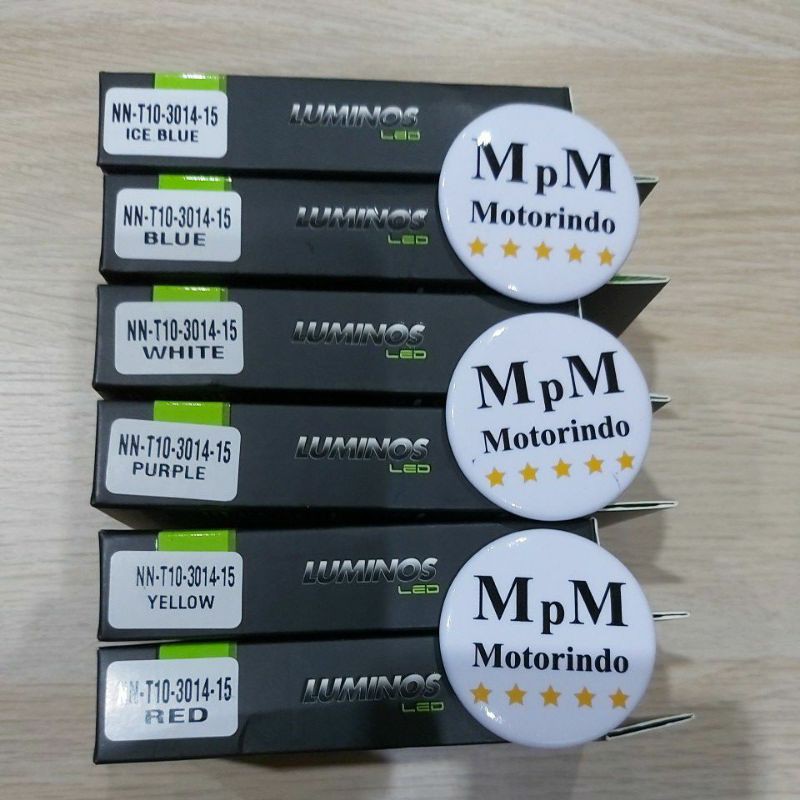 NN-T10-3014-15
ICE BLUE
LUMINOS
LED
NN-T10-3014-15
BLUE
LUMINOS
LED
MpM
Motorindo
NN-T10-3014-15
WHITE
LUMINOS
LED
NN-T10-3014-15
PURPLE
LUMINOS
LED
MpM
Motorindo
NN-T10-3014-15
YELLOW
LUMINOS
LED
NN-T10-3014-15
RED
LUMINOS
LED
MpM
Motorindo